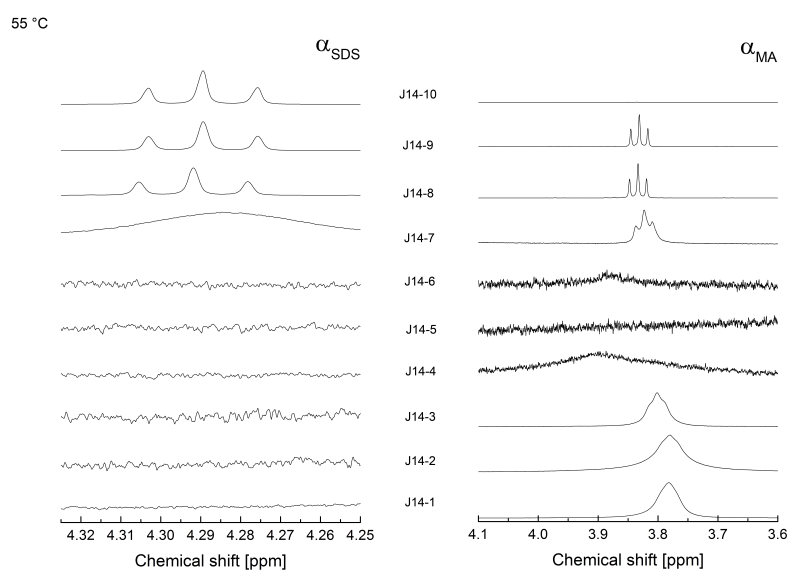 55 °C
αSDS
αMA
J14-10
J14-9
J14-8
J14-7
J14-6
J14-5
J14-4
J14-3
J14-2
J14-1
4.32 4.31 4.30 4.29 4.28 4.27 4.26 4.25
4.1 4.0 3.9 3.8 3.7 3.6
Chemical shift [ppm]
Chemical shift [ppm]